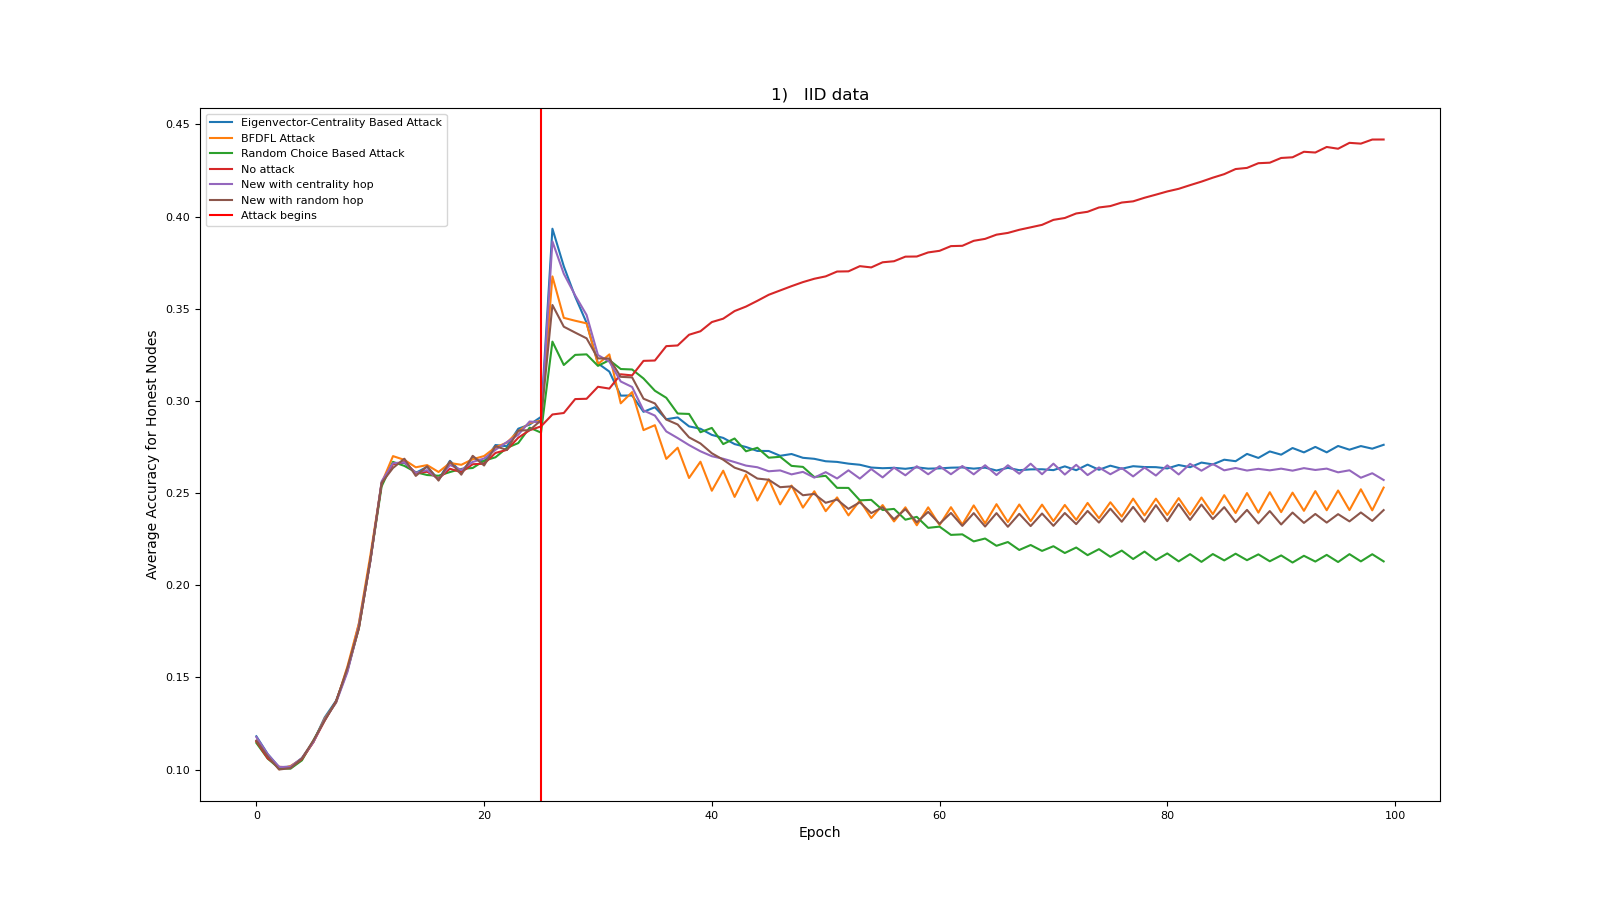 1)   IID data
Eigenvector-Centrality Based Attack
BFDFL Attack
Random Choice Based Attack
No attack
New with centrality hop
New with random hop
Attack begins
Average Accuracy for Honest Nodes
0.45
0.40
0.35
0.30
0.25
0.20
0.15
0.10
0
20
40
60
80
100
Epoch